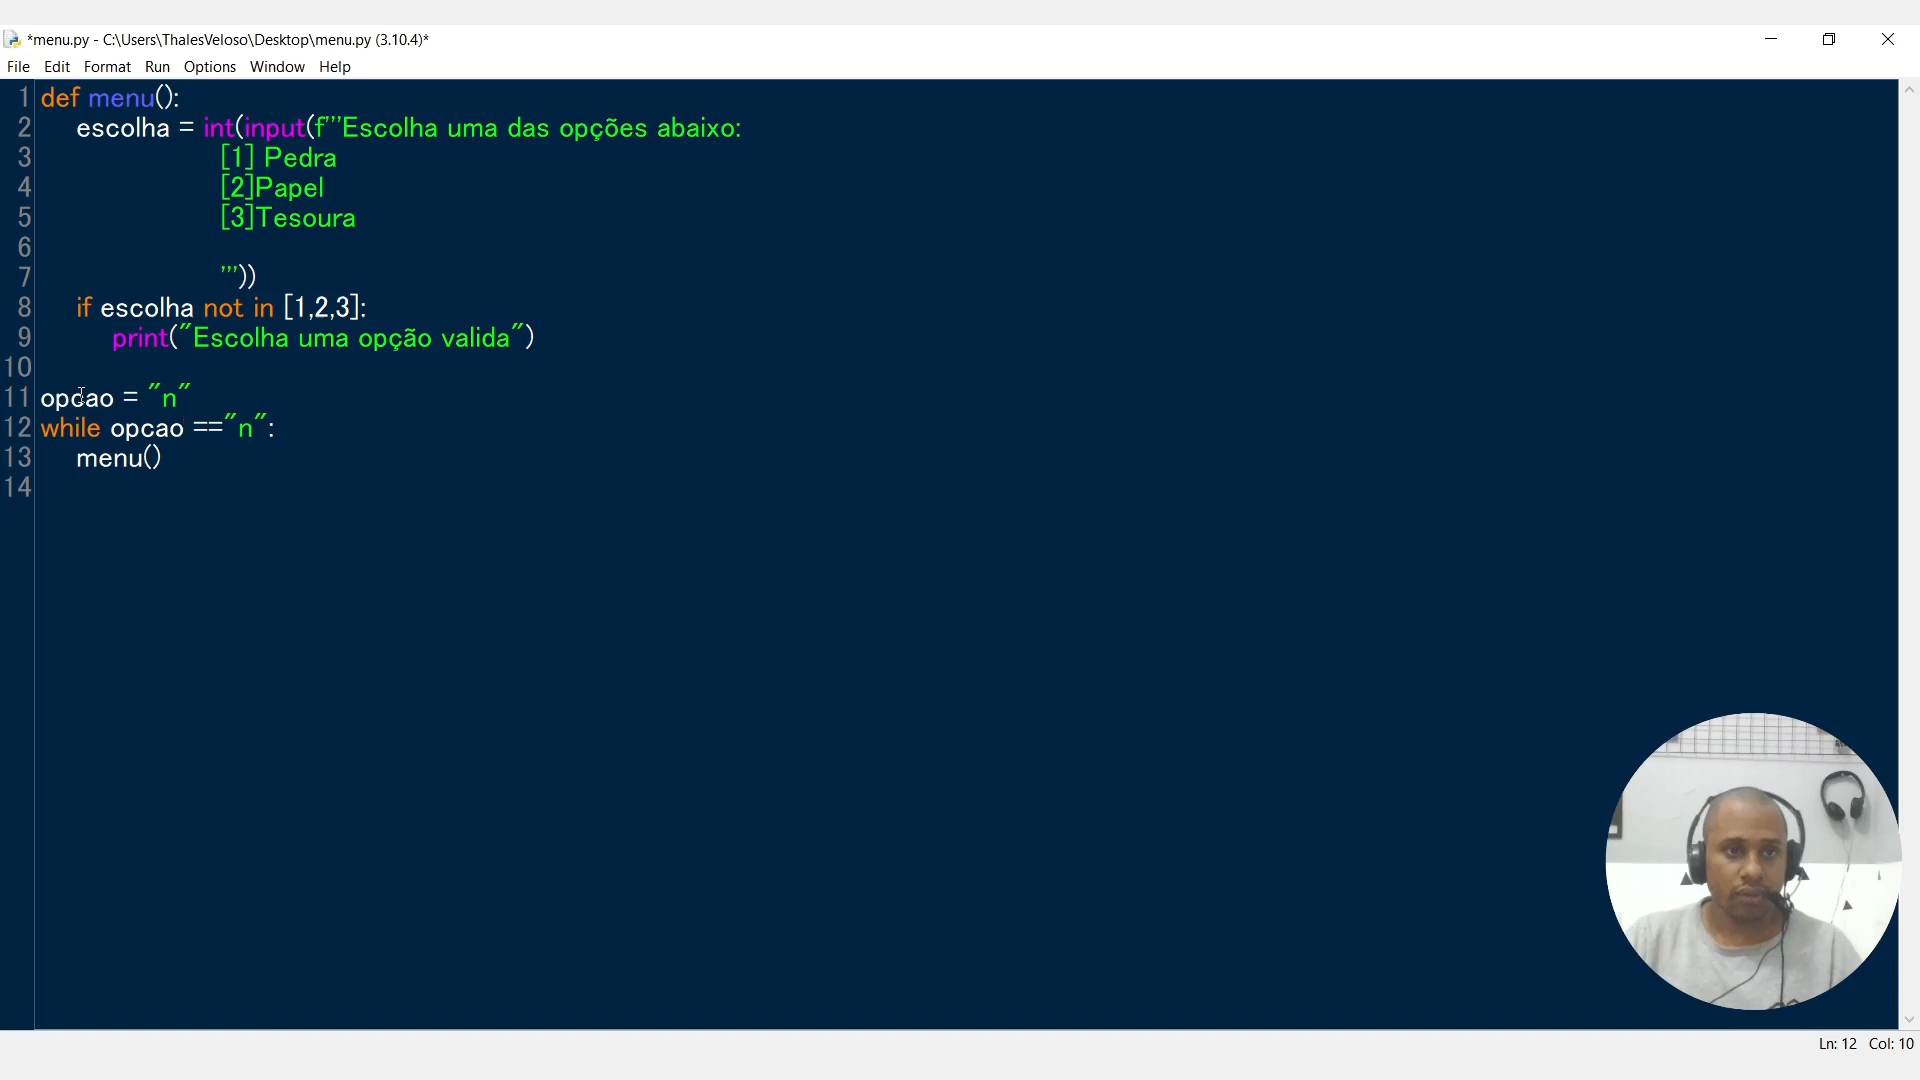 *menu.py - C:\Users\ThalesVeloso\Desktop\menu.py (3.10.4)*
File Edit Format Run Options Window Help
1 def menu():
2 escolha = int(input(f'''Escolha uma das opções abaixo:
3 [1] Pedra
4 [2]Papel
5 [3]Tesoura
6
7 '''))
8 if escolha not in [1,2,3]:
9 print("Escolha uma opção valida")
10
11 opcao = "n"
12 while opcao =="n":
13 menu()
14
Ln: 12 Col: 10